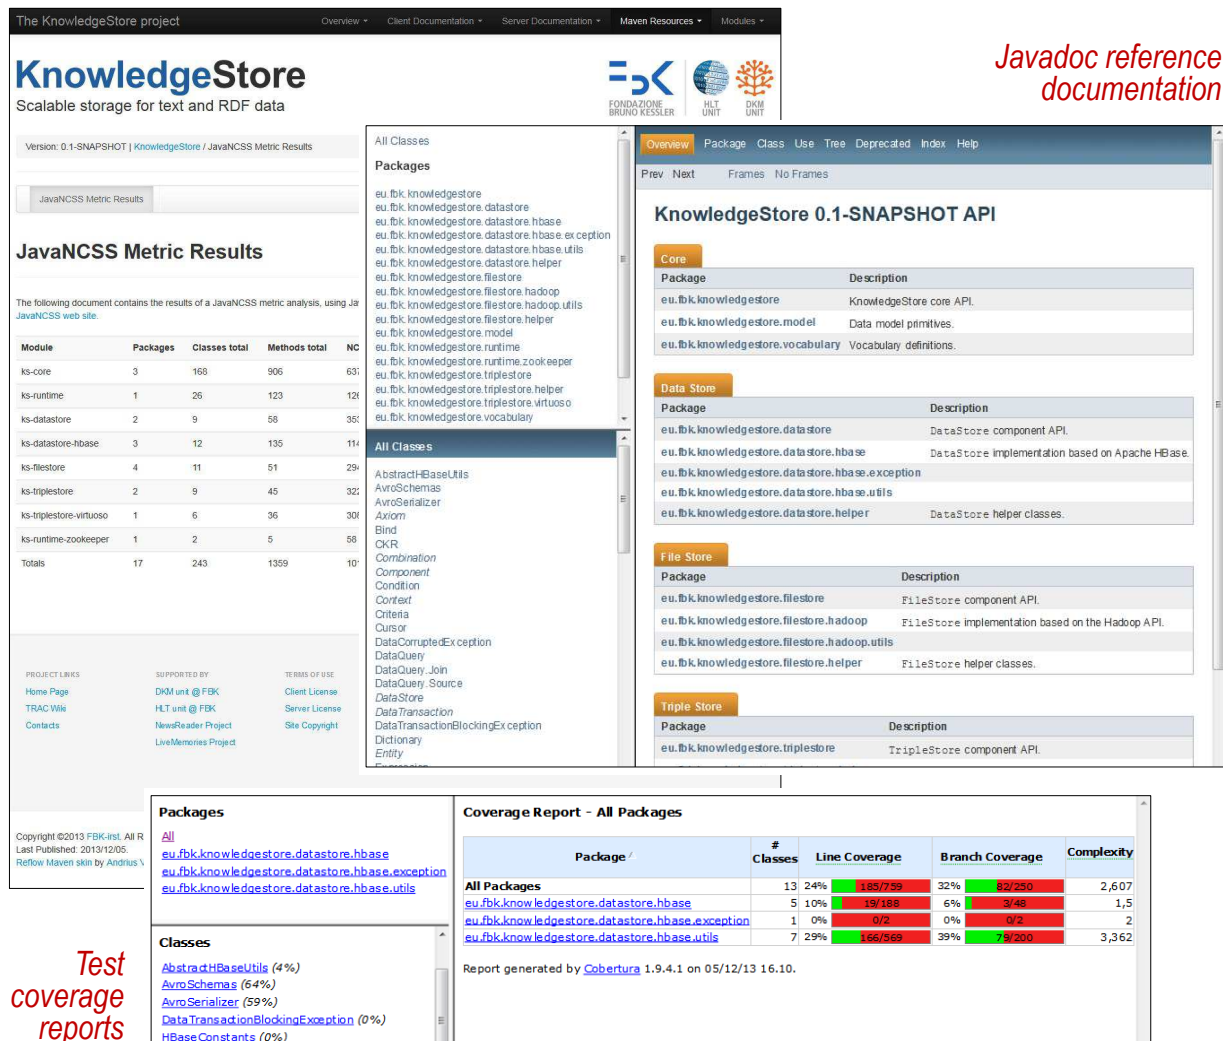 The KnowledgeStore project
Overview Client Documentation Server Documentation Maven Resources Modules
KnowledgeStore
Scalable storage for text and RDF data
FONDAZIONE BRUNO KESSLER
HLT UNIT
DKM UNIT
Javadoc reference
documentation
Version: 0.1-SNAPSHOT | KnowledgeStore / JavaNCSS Metric Results
JavaNCSS Metric Results
JavaNCSS Metric Results
The following document contains the results of a JavaNCSS metric analysis, using
JavaNCSS web site.
Module Packages Classes total Methods total
ks-core 3 168 906
ks-runtime 1 26 123
ks-datastore 2 9 58
ks-datastore-hbase 3 12 135
ks-filestore 4 11 51
ks-triplestore 2 9 45
ks-triplestore-virtuoso 1 6 36
ks-runtime-zookeeper 1 2 5 58
Totals 17 243 1359
PROJECT LINKS
Home Page
TRAC Wiki
Contacts
SUPPORTED BY
DKM unit @ FBK
HLT unit @ FBK
NewsReader Project
LiveMemories Project
TERMS OF USE
Client License
Server License
Site Copyright
Copyright ©2013 FBK-irst. All R
Last Published: 2013/12/05.
Reflow Maven skin by Andrius
All Classes
Packages
eu.fbk.knowledgestore
eu.fbk.knowledgestore.datastore
eu.fbk.knowledgestore.datastore.hbase
eu.fbk.knowledgestore.datastore.hbase.exception
eu.fbk.knowledgestore.datastore.hbase.utils
eu.fbk.knowledgestore.datastore.helper
eu.fbk.knowledgestore.filestore
eu.fbk.knowledgestore.filestore.hadoop
eu.fbk.knowledgestore.filestore.hadoop.utils
eu.fbk.knowledgestore.filestore.helper
eu.fbk.knowledgestore.model
eu.fbk.knowledgestore.runtime
eu.fbk.knowledgestore.runtime.zookeeper
eu.fbk.knowledgestore.triplestore
eu.fbk.knowledgestore.triplestore.helper
eu.fbk.knowledgestore.triplestore.virtuoso
eu.fbk.knowledgestore.vocabulary
All Classes
AbstractHBaseUtils
AvroSchemas
AvroSerializer
Axiom
Bind
CKR
Combination
Component
Condition
Context
Criteria
Cursor
DataCorruptedException
DataQuery
DataQuery.Join
DataQuery.Source
DataStore
DataTransaction
DataTransactionBlockingException
Dictionary
Entity
Overview Package Class Use Tree Deprecated Index Help
Prev Next Frames No Frames
KnowledgeStore 0.1-SNAPSHOT API
Core
Package Description
eu.fbk.knowledgestore KnowledgeStore core API.
eu.fbk.knowledgestore.model Data model primitives.
eu.fbk.knowledgestore.vocabulary Vocabulary definitions.
Data Store
Package Description
eu.fbk.knowledgestore.datastore DataStore component API.
eu.fbk.knowledgestore.datastore.hbase DataStore implementation based on Apache HBase.
eu.fbk.knowledgestore.datastore.hbase.exception
eu.fbk.knowledgestore.datastore.hbase.utils
eu.fbk.knowledgestore.datastore.helper DataStore helper classes.
File Store
Package Description
eu.fbk.knowledgestore.filestore FileStore component API.
eu.fbk.knowledgestore.filestore.hadoop FileStore implementation based on the Hadoop API.
eu.fbk.knowledgestore.filestore.hadoop.utils
eu.fbk.knowledgestore.filestore.helper FileStore helper classes.
Triple Store
Package Description
eu.fbk.knowledgestore.triplestore TripleStore component API.
Packages
All
eu.fbk.knowledgestore.datastore.hbase
eu.fbk.knowledgestore.datastore.hbase.exception
eu.fbk.knowledgestore.datastore.hbase.utils
Classes
AbstractHBaseUtils (4%)
AvroSchemas (64%)
AvroSerializer (59%)
DataTransactionBlockingException (0%)
HBaseConstants (0%)
Coverage Report - All Packages
Package # Classes Line Coverage Branch Coverage Complexity
All Packages 13 24% 185/759 32% 82/250 2,607
eu.fbk.knowledgestore.datastore.hbase 5 10% 19/188 6% 3/48 1,5
eu.fbk.knowledgestore.datastore.hbase.exception 1 0% 0/2 0% 0/2 2
eu.fbk.knowledgestore.datastore.hbase.utils 7 29% 166/569 39% 79/200 3,362
Report generated by Cobertura 1.9.4.1 on 05/12/13 16.10.
Test
coverage
reports